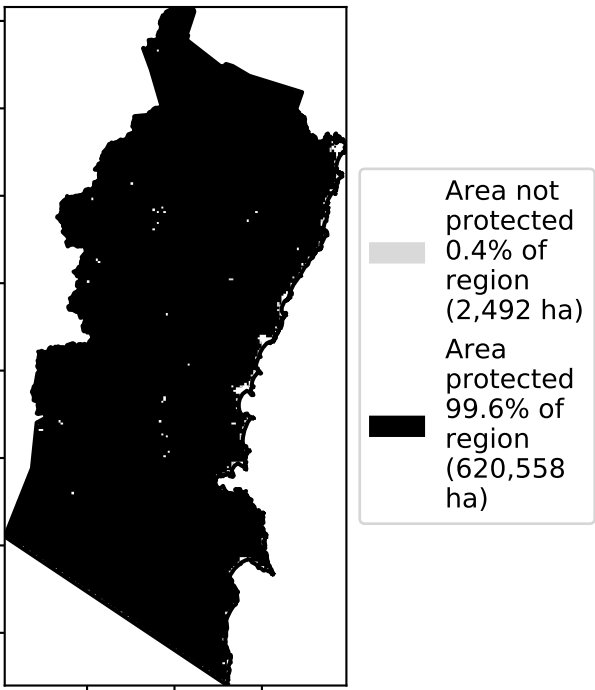 Area not
protected
0.4% of
region
(2,492 ha)
Area
protected
99.6% of
region
(620,558
ha)